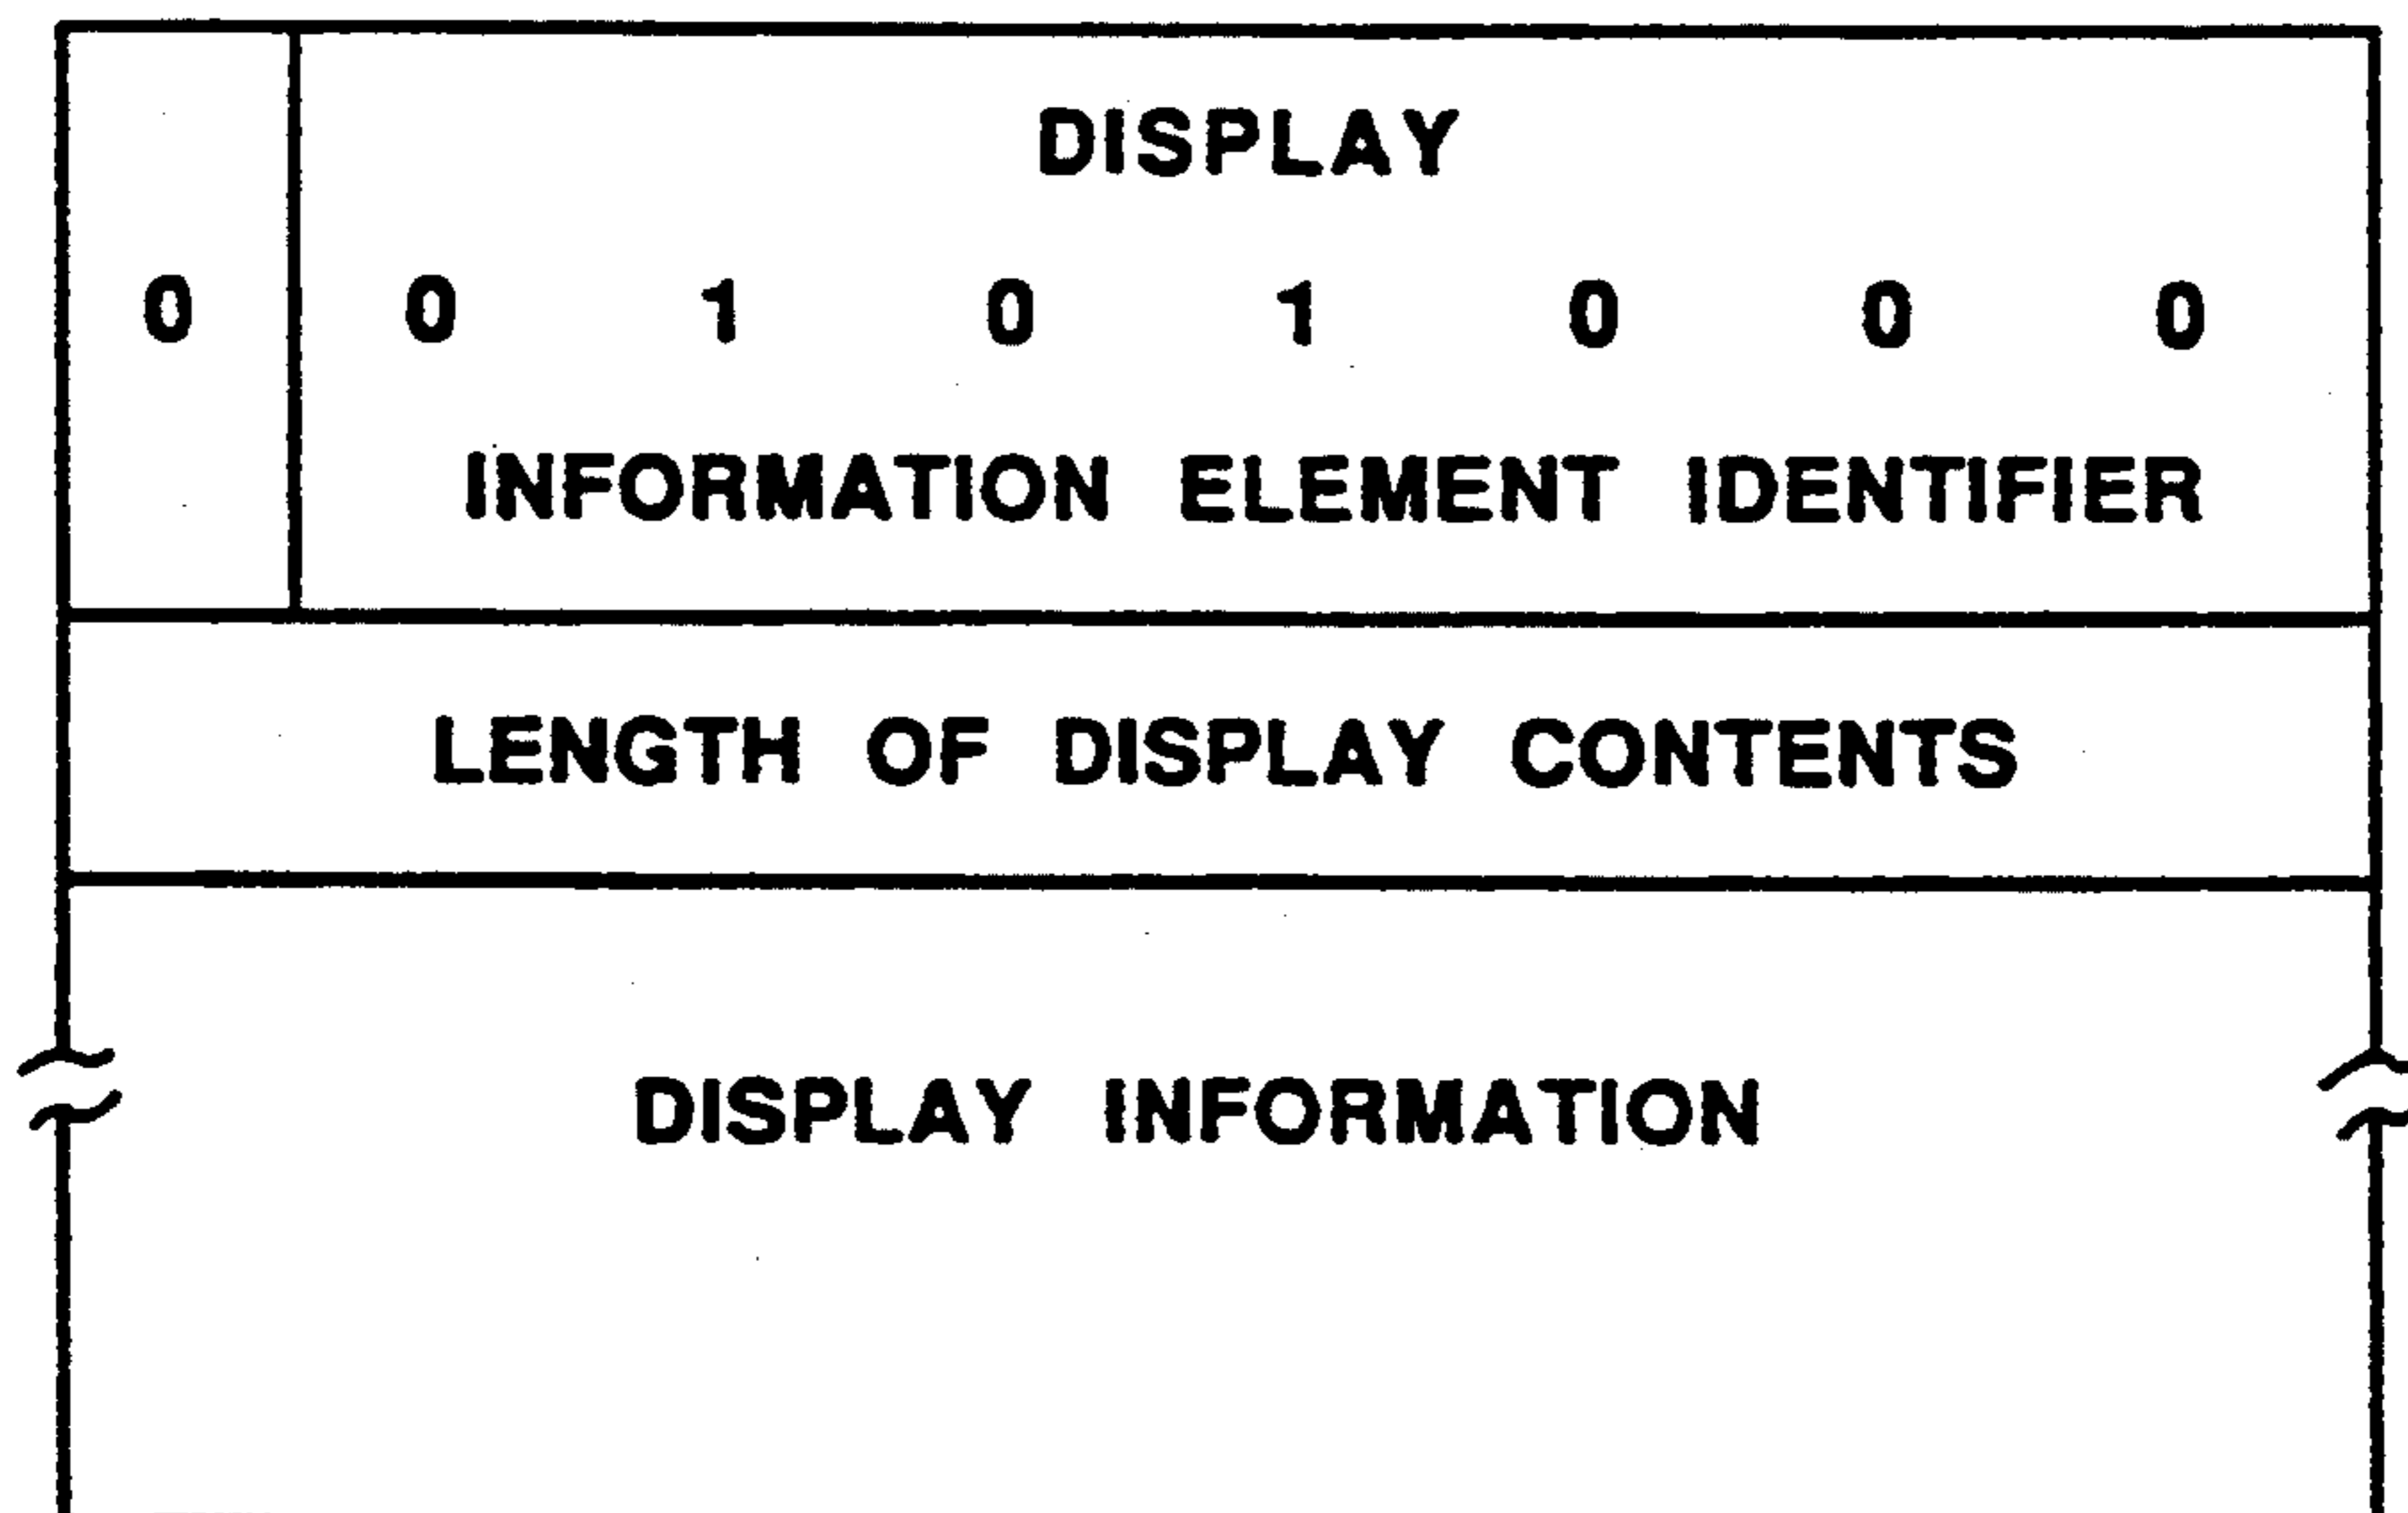 DISPLAY
0 0 1 0 1 0 0 0
INFORMATION ELEMENT IDENTIFIER
LENGTH OF DISPLAY CONTENTS
DISPLAY INFORMATION